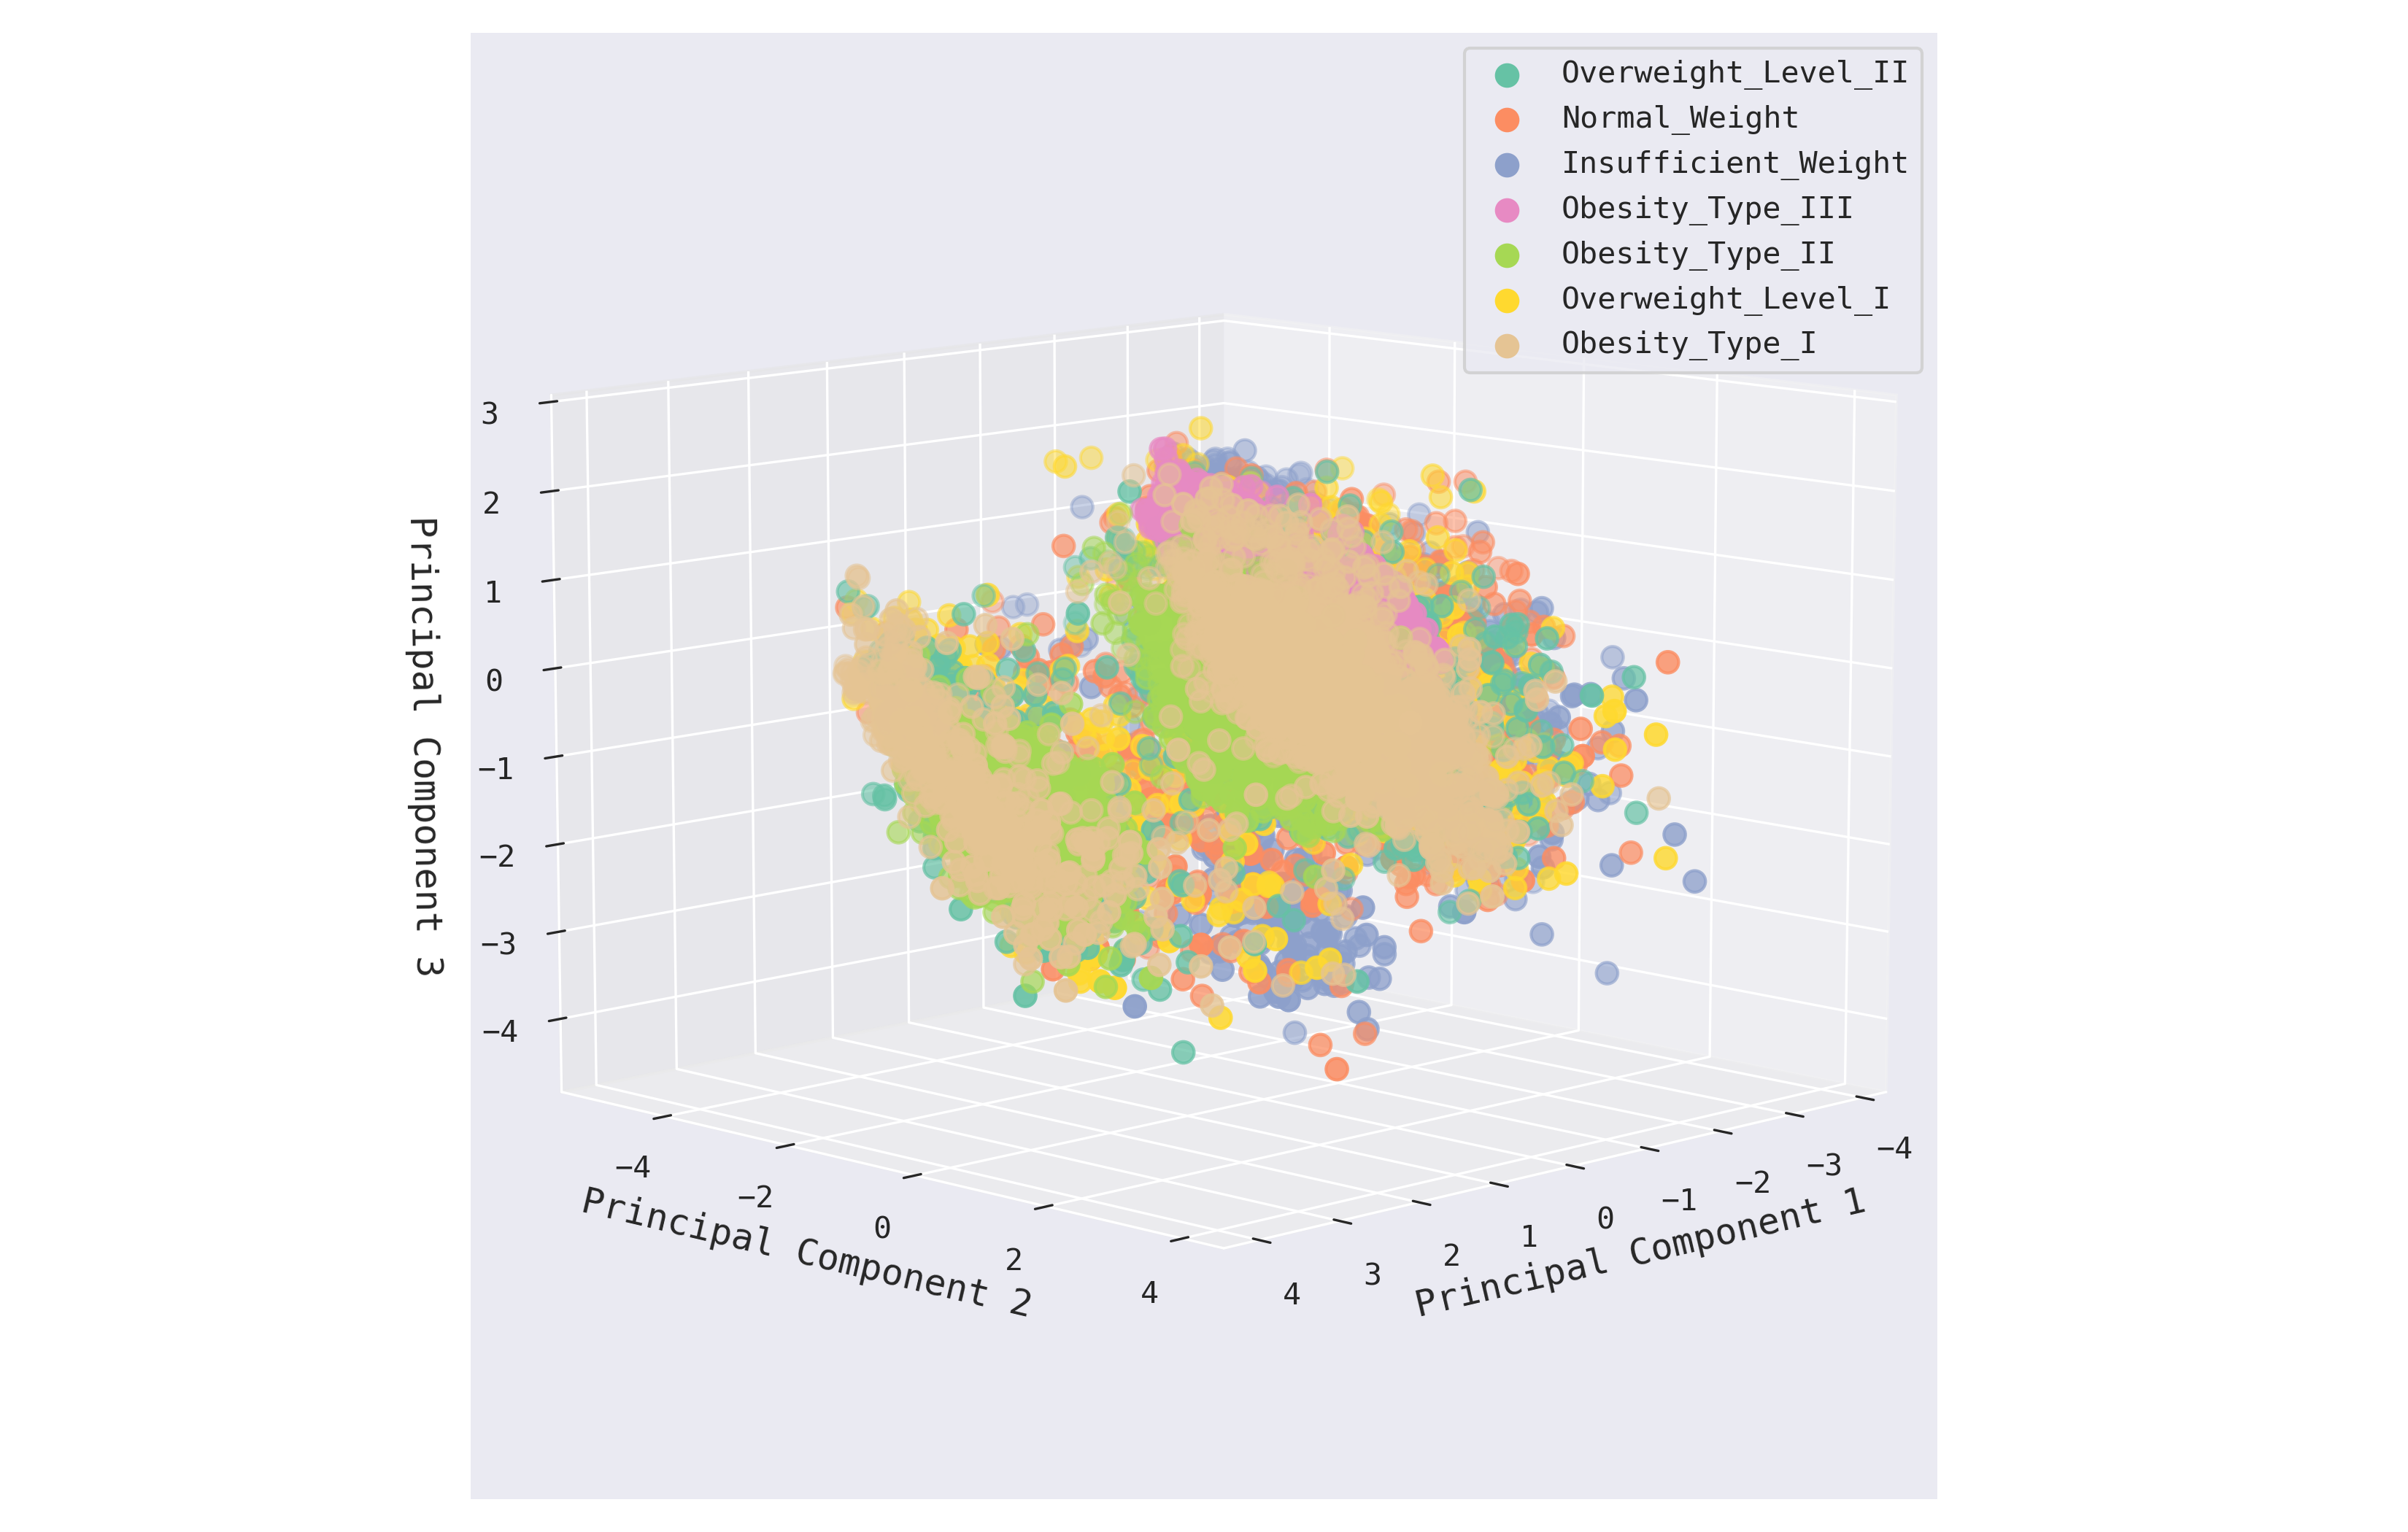 Overweight_Level_II
Normal_Weight
Insufficient_Weight
Obesity_Type_III
Obesity_Type_II
Overweight_Level_I
Obesity_Type_I
3
2
1
0
−1
−2
−3
−4
Principal Component 3
−4
−2
0
2
4
Principal Component 2
4
3
2
1
0
−1
−2
−3
−4
Principal Component 1